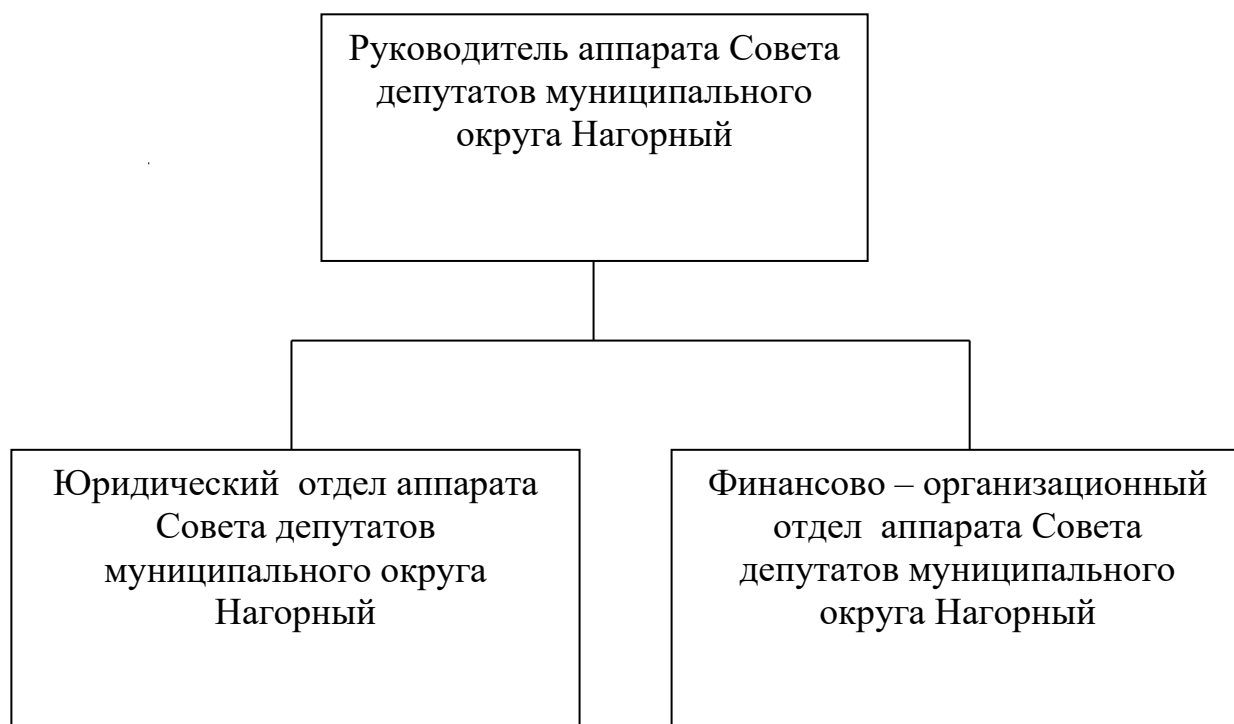 Руководитель аппарата Совета
депутатов муниципального
округа Нагорный
Юридический  отдел аппарата
Совета депутатов
муниципального округа
Нагорный
Финансово – организационный
отдел  аппарата Совета
депутатов муниципального
округа Нагорный